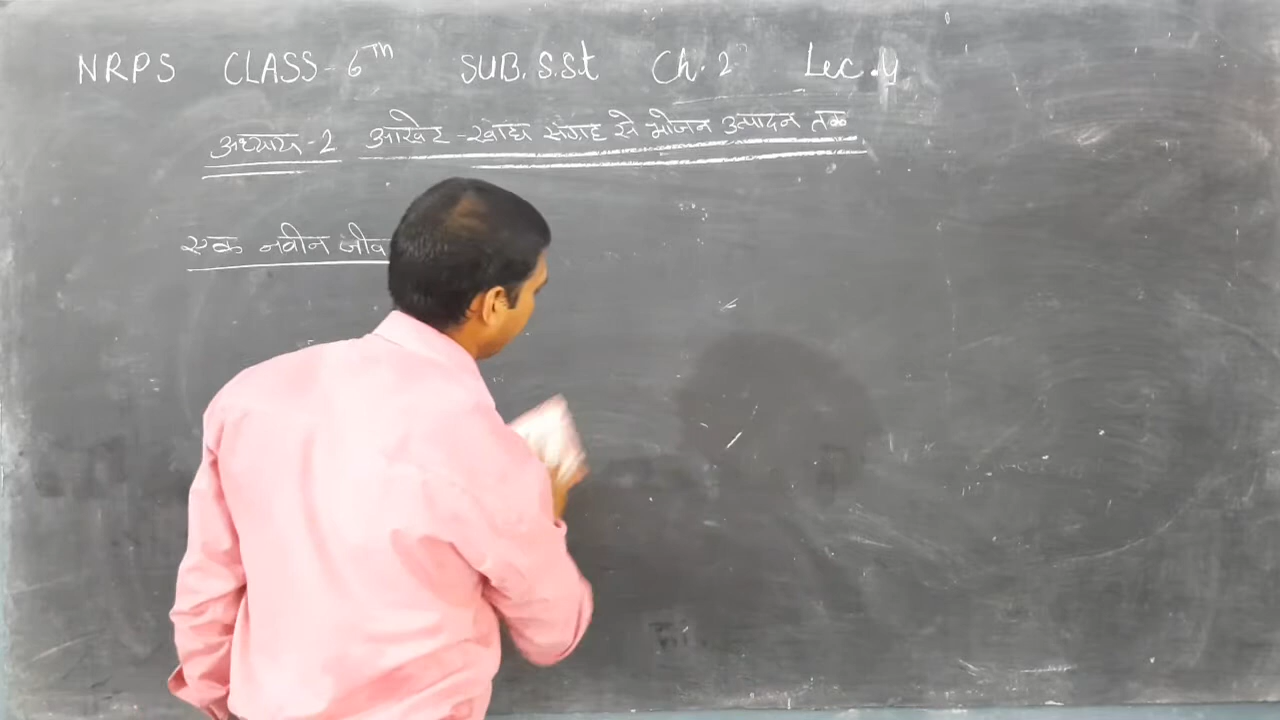 NRPS CLASS-6TH SUB. S.St Ch.2 Lec.4
अध्याय-2 आखेट-खाद्य संग्रह से भोजन उत्पादन तक
एक नवीन जीव